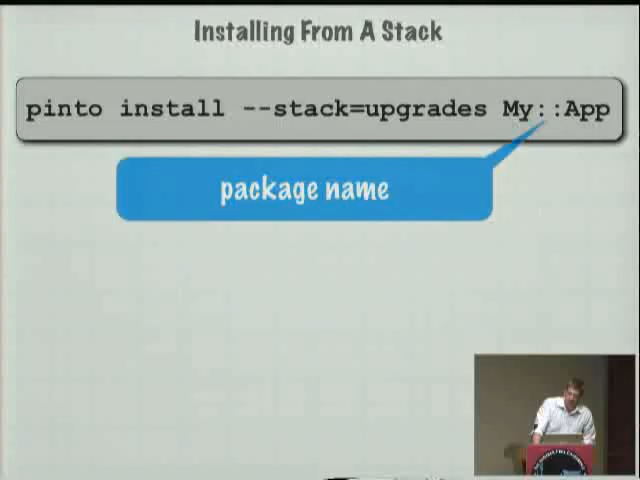 Installing From A Stack
pinto install --stack=upgrades My::App
package name